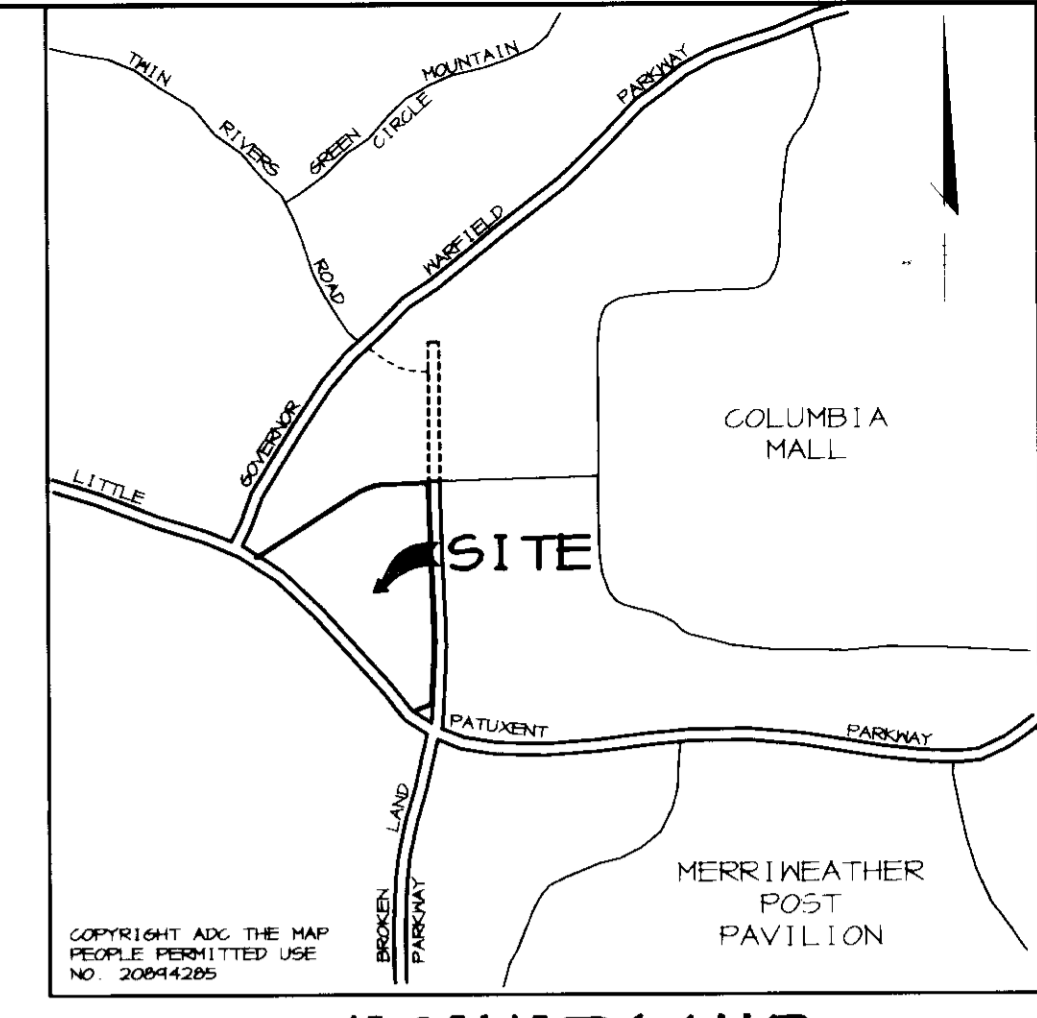 TWIN
RIVERS
ROAD
GREEN
MOUNTAIN
CIRCLE
GOVERNOR
WARFIELD
PARKWAY
COLUMBIA
MALL
LITTLE
PATUXENT
PARKWAY
SITE
BROKEN
LAND
PARKWAY
MERRIWEATHER
POST
PAVILION
COPYRIGHT ADC THE MAP
PEOPLE PERMITTED USE
NO. 20894285